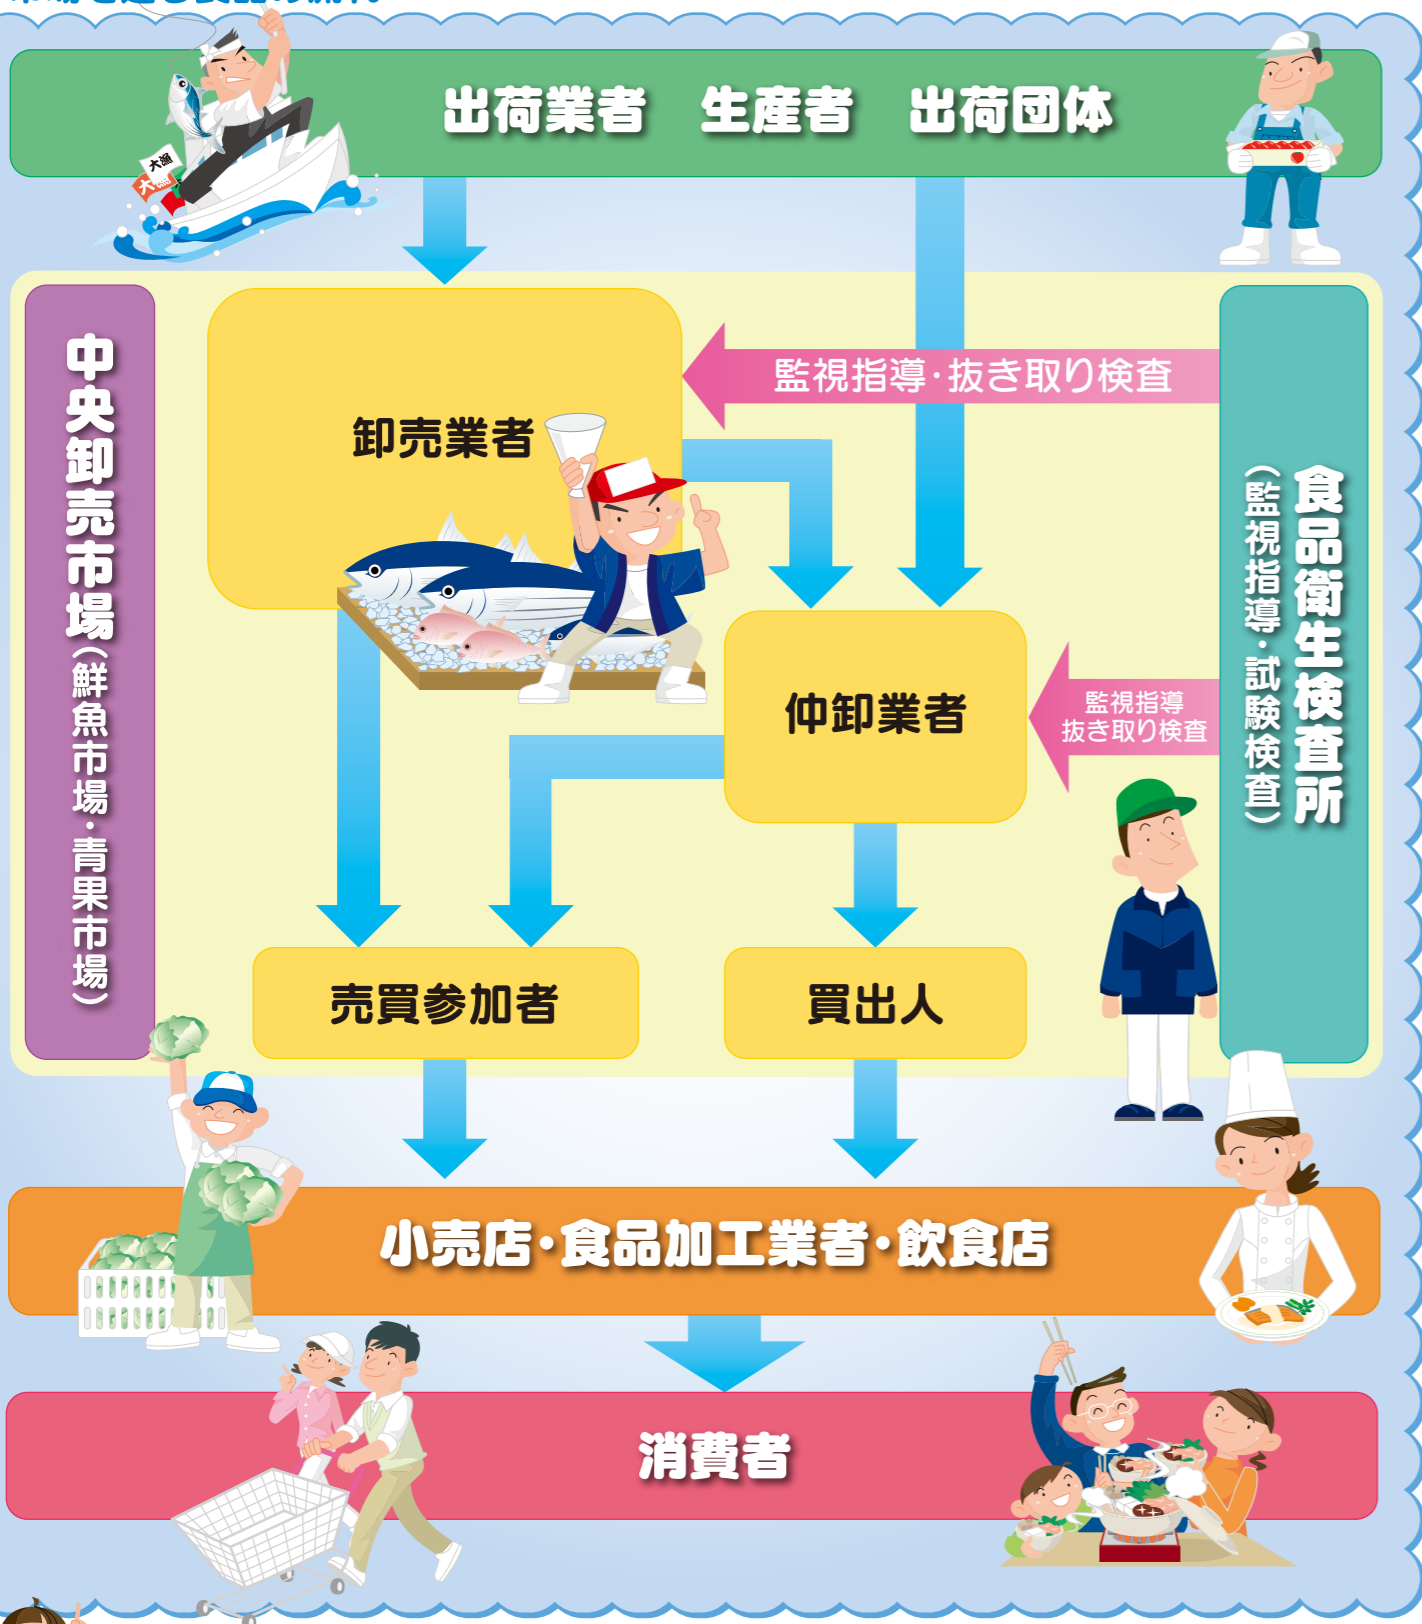 出荷業者 生産者 出荷団体
大漁
大漁
中央卸売市場(鮮魚市場・青果市場)
卸売業者
監視指導・抜き取り検査
食品衛生検査所
(監視指導・試験検査)
仲卸業者
監視指導
抜き取り検査
売買参加者
買出人
小売店・食品加工業者・飲食店
消費者